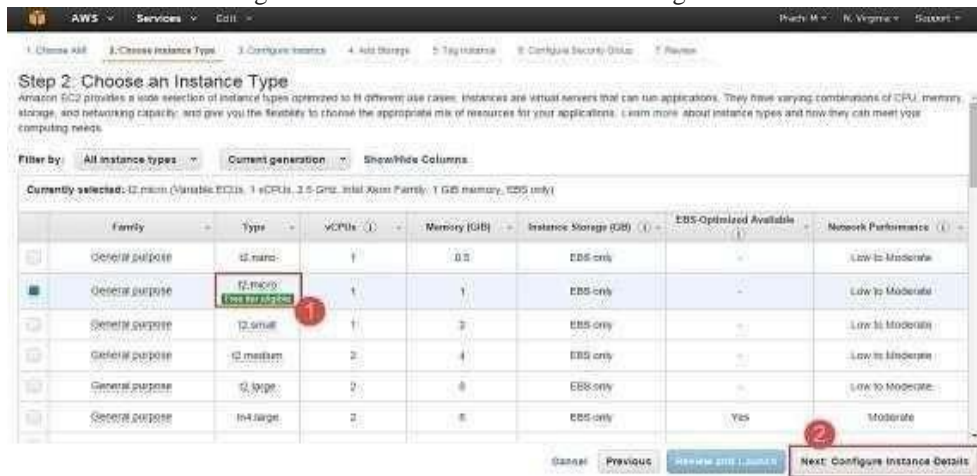 AWS Services Edit Prachi M N. Virginia Support
1. Choose AMI 2. Choose Instance Type 3. Configure Instance 4. Add Storage 5. Tag Instance 6. Configure Security Group 7. Review
Step 2: Choose an Instance Type
Amazon EC2 provides a wide selection of instance types optimized to fit different use cases. Instances are virtual servers that can run applications. They have varying combinations of CPU, memory,
storage, and networking capacity, and give you the flexibility to choose the appropriate mix of resources for your applications. Learn more about instance types and how they can meet your
computing needs.
Filter by: All instance types Current generation Show/Hide Columns
Currently selected: t2.micro (Variable ECUs, 1 vCPUs, 2.5 GHz, Intel Xeon Family, 1 GiB memory, EBS only)
Family Type vCPUs Memory (GiB) Instance Storage (GB) EBS-Optimized Available Network Performance
General purpose t2.nano 1 0.5 EBS only - Low to Moderate
General purpose t2.micro 1 1 EBS only - Low to Moderate
Free tier eligible
1
General purpose t2.small 1 2 EBS only - Low to Moderate
General purpose t2.medium 2 4 EBS only - Low to Moderate
General purpose t2.large 2 8 EBS only - Low to Moderate
General purpose m4.large 2 8 EBS only Yes Moderate
2
Cancel Previous Review and Launch Next: Configure Instance Details